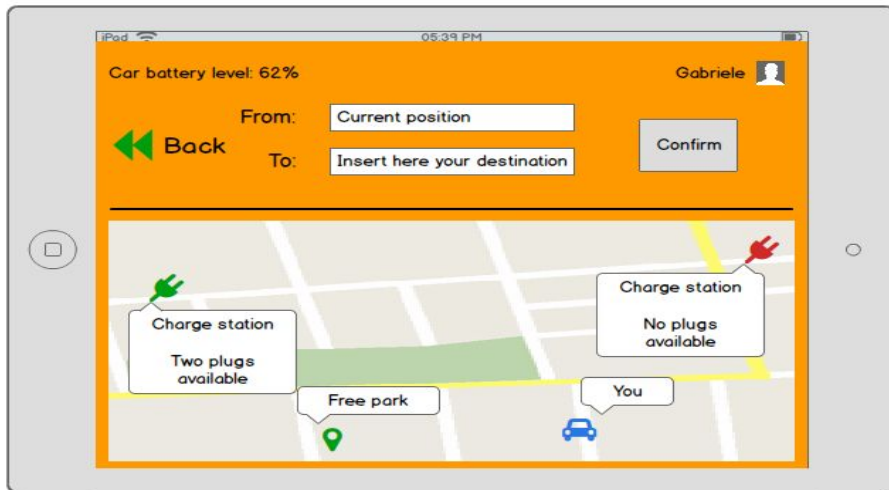 iPad 05:39 PM
Car battery level: 62% Gabriele
From: Current position
Back Confirm
To: Insert here your destination
Charge station
No plugs
available
Charge station
Two plugs
available
Free park
You